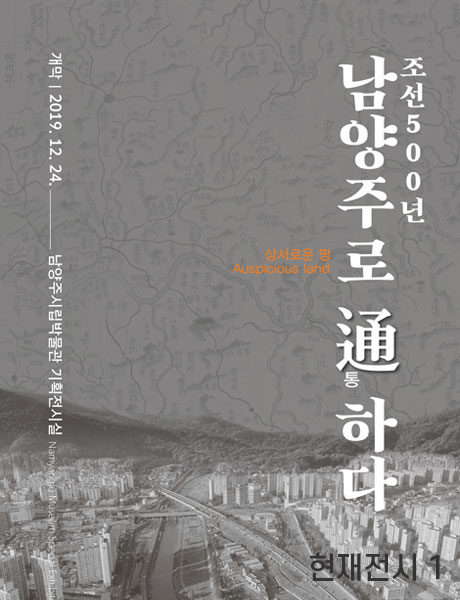 조선500년
남양주로 通 하다
통
상서로운 땅
Auspicious land
개막 | 2019. 12. 24.
남양주시립박물관 기획전시실
현재전시 1